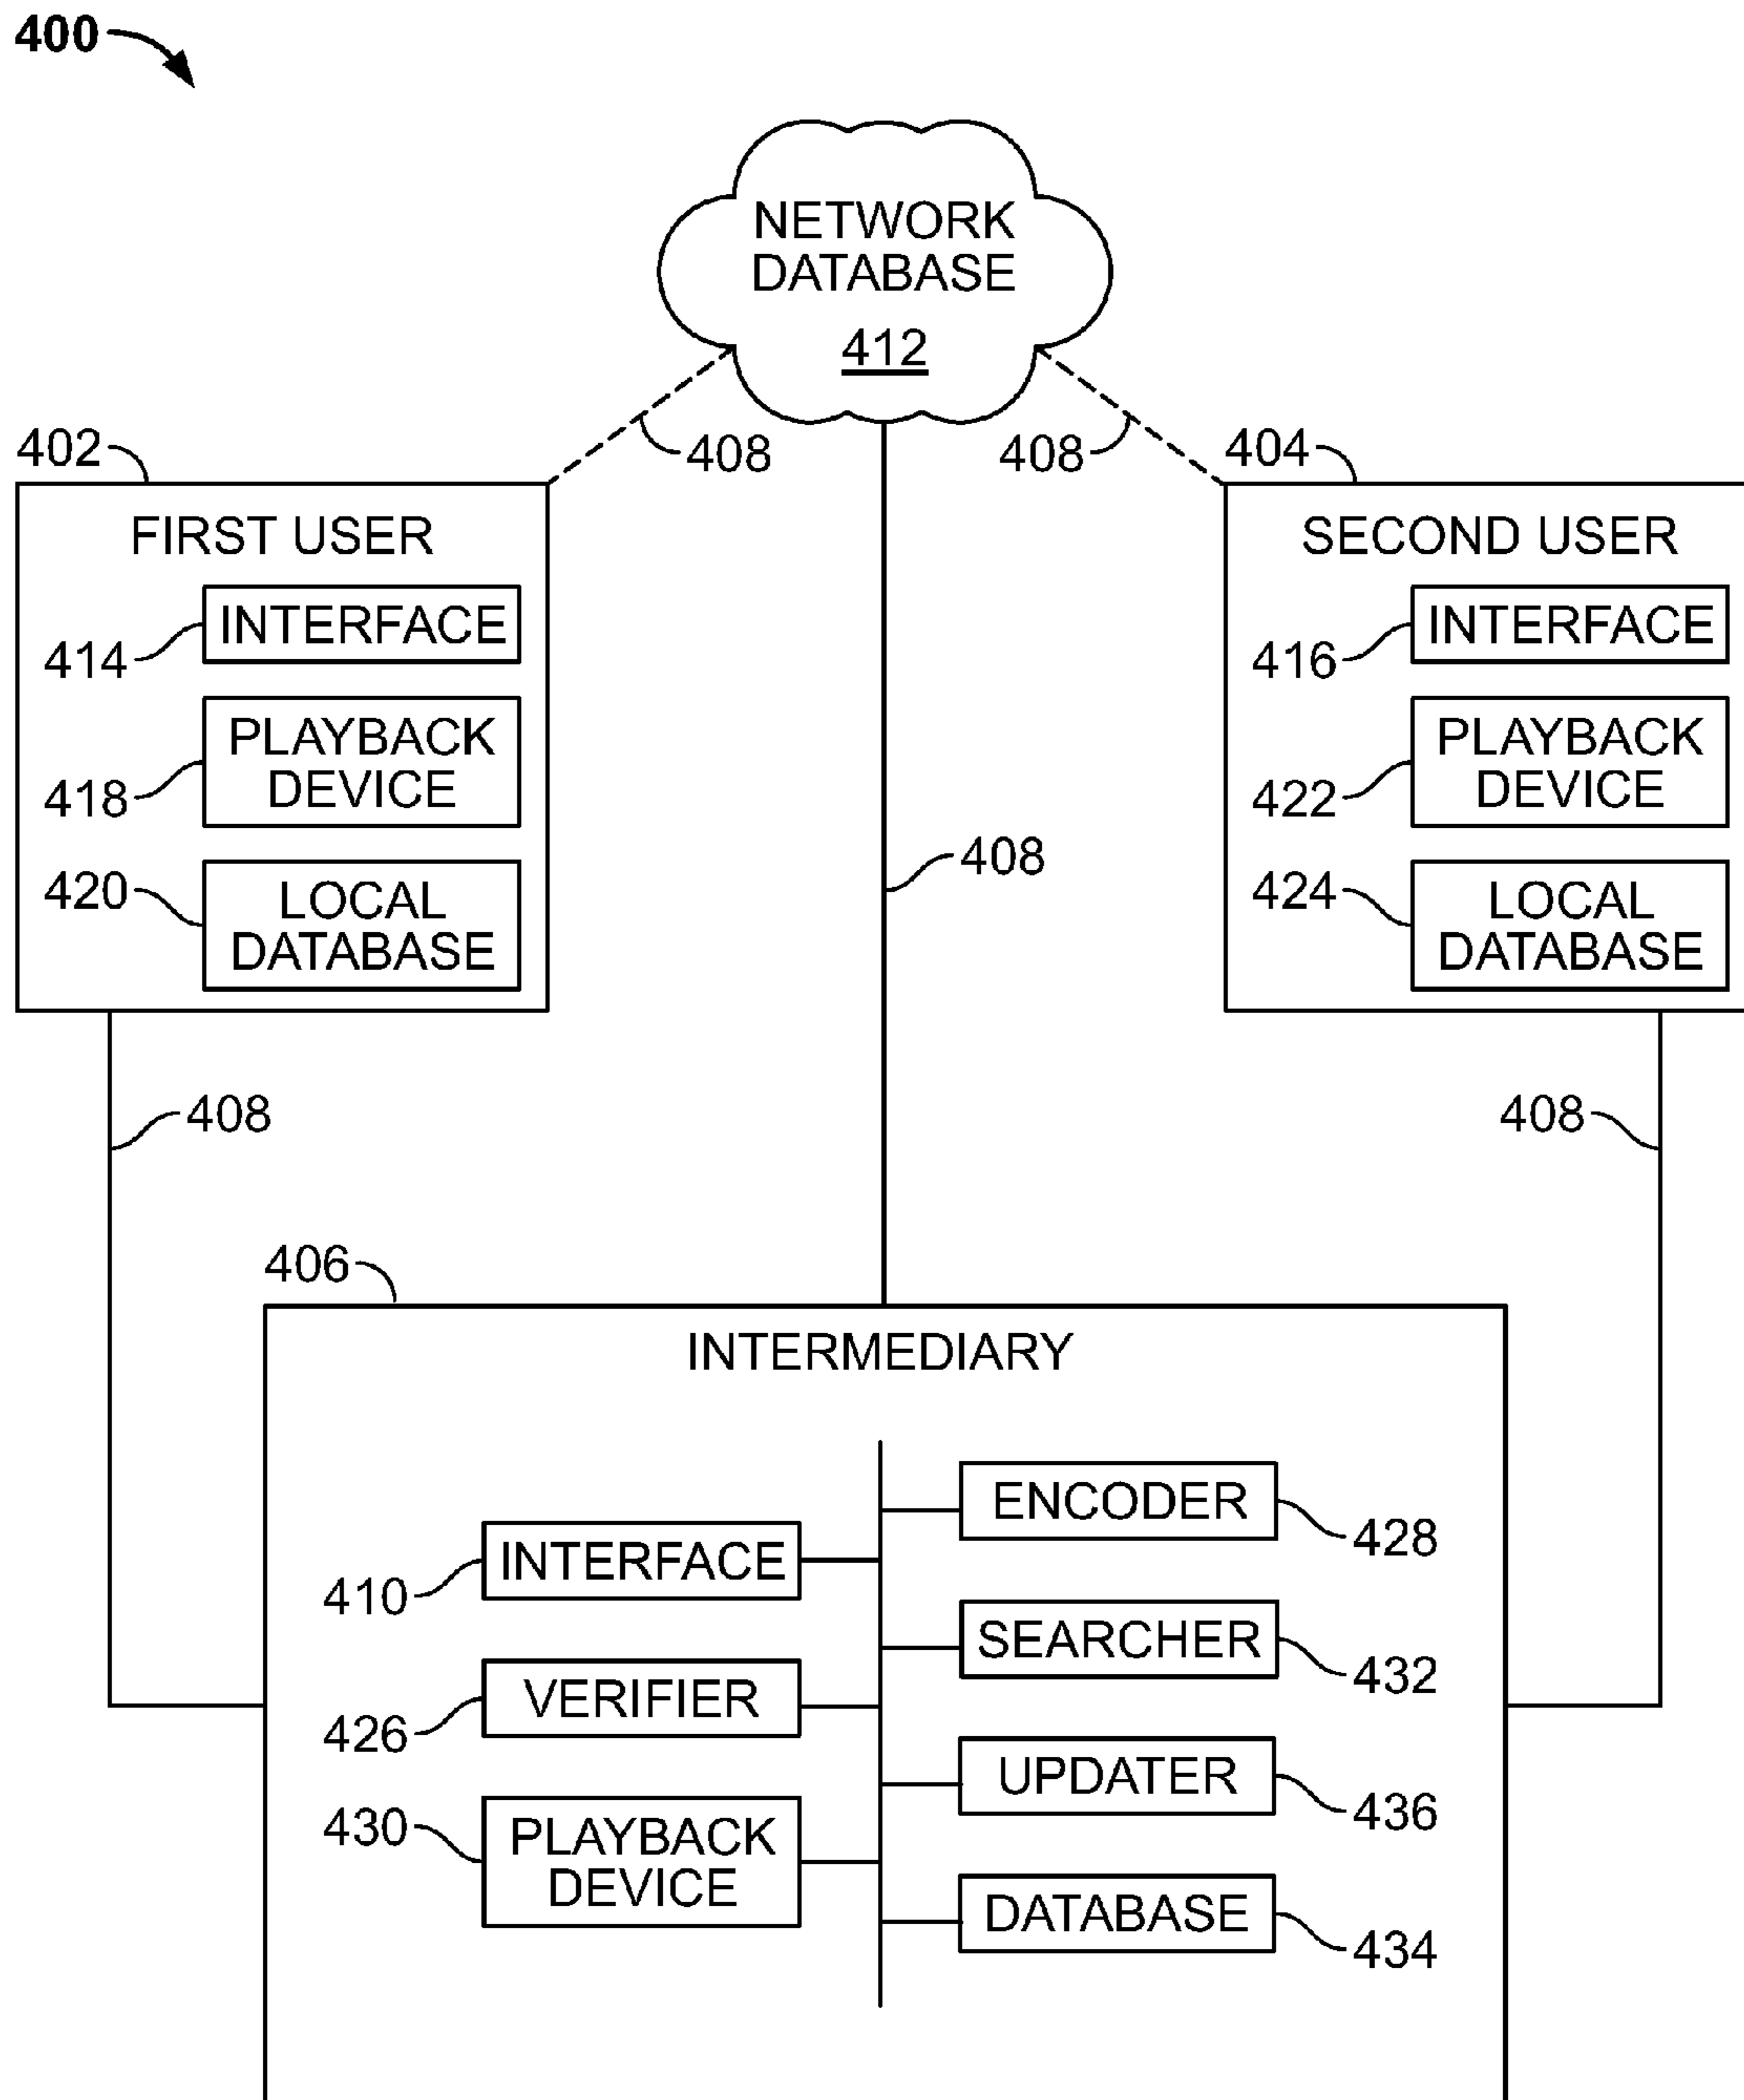 400
NETWORK
DATABASE
412
408
408
402
FIRST USER
INTERFACE
414
PLAYBACK
DEVICE
418
420
LOCAL
DATABASE
404
SECOND USER
INTERFACE
416
PLAYBACK
DEVICE
422
424
LOCAL
DATABASE
408
408
408
406
INTERMEDIARY
ENCODER
428
INTERFACE
410
SEARCHER
432
VERIFIER
426
UPDATER
436
430
PLAYBACK
DEVICE
DATABASE
434